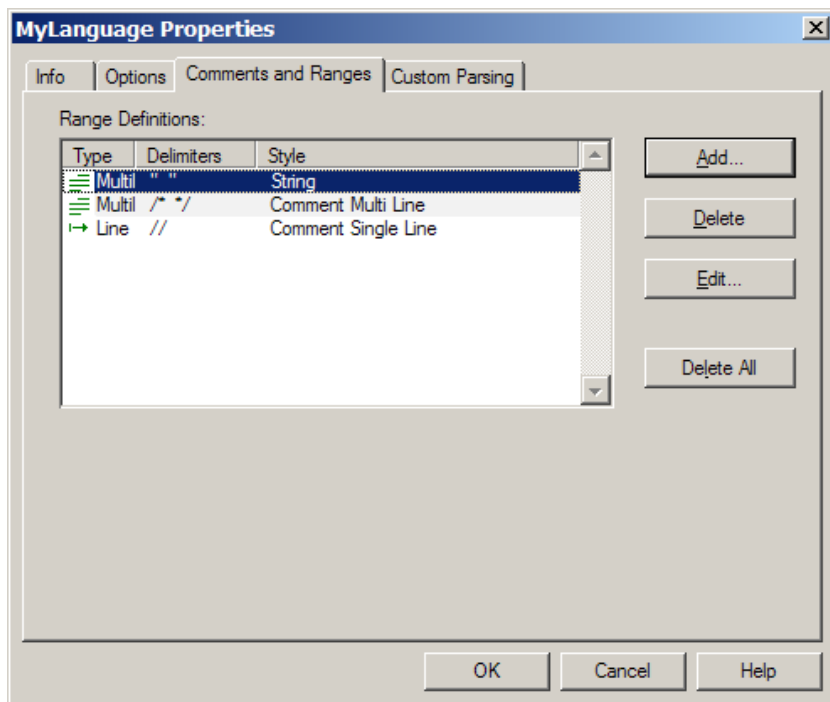 MyLanguage Properties
Info Options Comments and Ranges Custom Parsing
Range Definitions:
Type Delimiters Style
Multil " " String
Multil /* */ Comment Multi Line
Line // Comment Single Line
Add...
Delete
Edit...
Delete All
OK Cancel Help